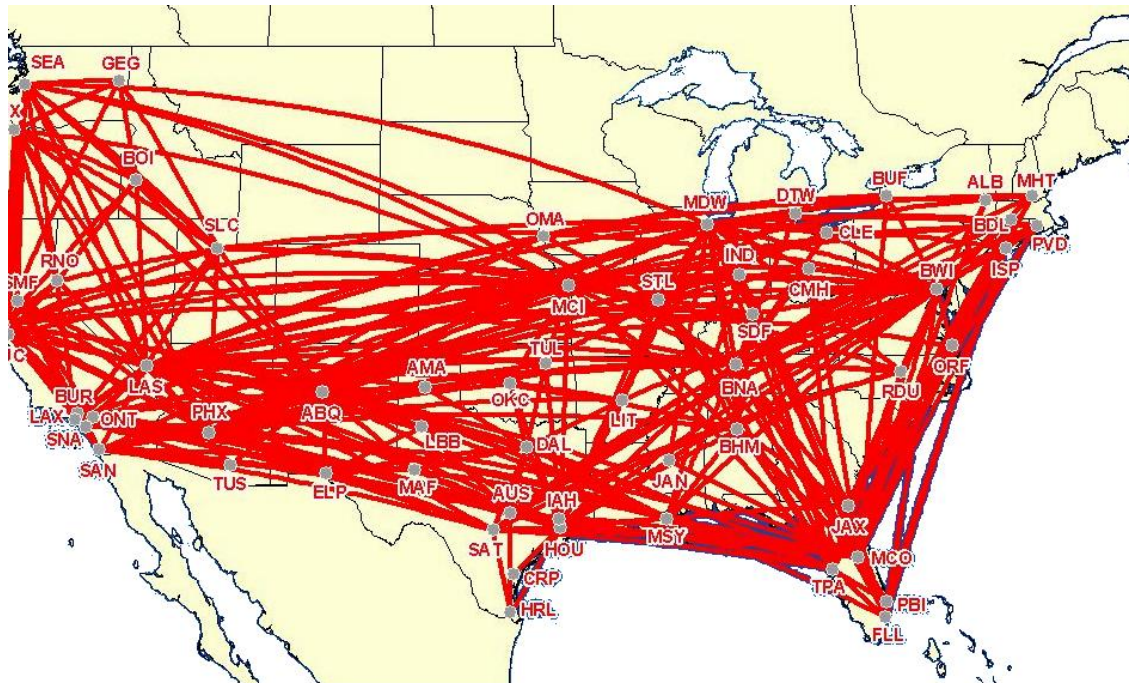 SEA
GEG
X
BOI
BUF
ALB
MHT
DTW
MDW
OMA
SLC
BDL
CLE
PVD
RNO
IND
ISP
BWI
SMF
STL
CMH
MCI
SDF
ORF
TUL
LAS
AMA
BNA
RDU
BUR
PHX
ABQ
OKC
LIT
LAX
ONT
SNA
LBB
DAL
BHM
SAN
JAN
TUS
ELP
MAF
AUS
IAH
JAX
MSY
SAT
HOU
MCO
CRP
TPA
HRL
PBI
FLL